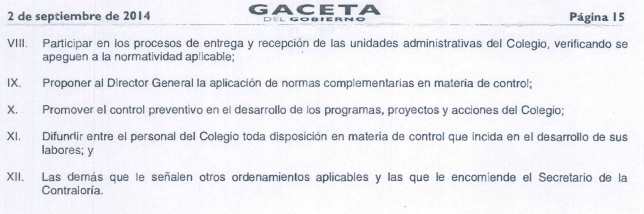 2 de septiembre de 2014 GACETA DEL GOBIERNO Página 15
VIII. Participar en los procesos de entrega y recepción de las unidades administrativas del Colegio, verificando se
apeguen a la normatividad aplicable;
IX. Proponer al Director General la aplicación de normas complementarias en materia de control;
X. Promover el control preventivo en el desarrollo de los programas, proyectos y acciones del Colegio;
XI. Difundir entre el personal del Colegio toda disposición en materia de control que incida en el desarrollo de sus
labores; y
XII. Las demás que le señalen otros ordenamientos aplicables y las que le encomiende el Secretario de la
Contraloría.